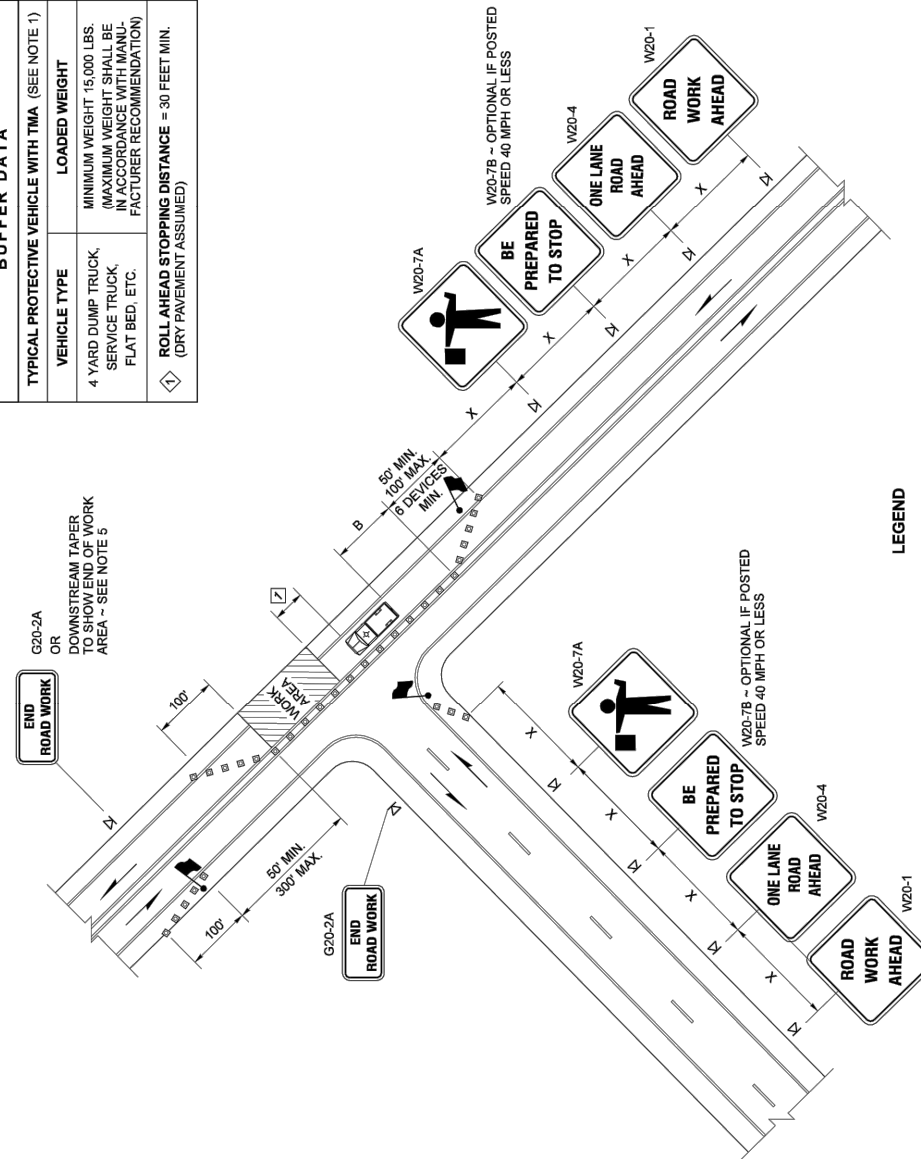 BUFFER DATA
TYPICAL PROTECTIVE VEHICLE WITH TMA (SEE NOTE 1)
VEHICLE TYPE
LOADED WEIGHT
4 YARD DUMP TRUCK,
SERVICE TRUCK,
FLAT BED, ETC.
MINIMUM WEIGHT 15,000 LBS.
(MAXIMUM WEIGHT SHALL BE
IN ACCORDANCE WITH MANU-
FACTURER RECOMMENDATION)
1 ROLL AHEAD STOPPING DISTANCE = 30 FEET MIN.
(DRY PAVEMENT ASSUMED)
END
ROAD WORK
G20-2A
OR
DOWNSTREAM TAPER
TO SHOW END OF WORK
AREA ~ SEE NOTE 5
100'
WORK
AREA
1
B
50' MIN.
100' MAX.
6 DEVICES
MIN.
X
X
X
X
W20-7A
BE
PREPARED
TO STOP
W20-7B ~ OPTIONAL IF POSTED
SPEED 40 MPH OR LESS
ONE LANE
ROAD
AHEAD
W20-4
ROAD
WORK
AHEAD
W20-1
100'
50' MIN.
300' MAX.
G20-2A
END
ROAD WORK
X
X
X
X
W20-7A
BE
PREPARED
TO STOP
W20-7B ~ OPTIONAL IF POSTED
SPEED 40 MPH OR LESS
ONE LANE
ROAD
AHEAD
W20-4
ROAD
WORK
AHEAD
W20-1
LEGEND